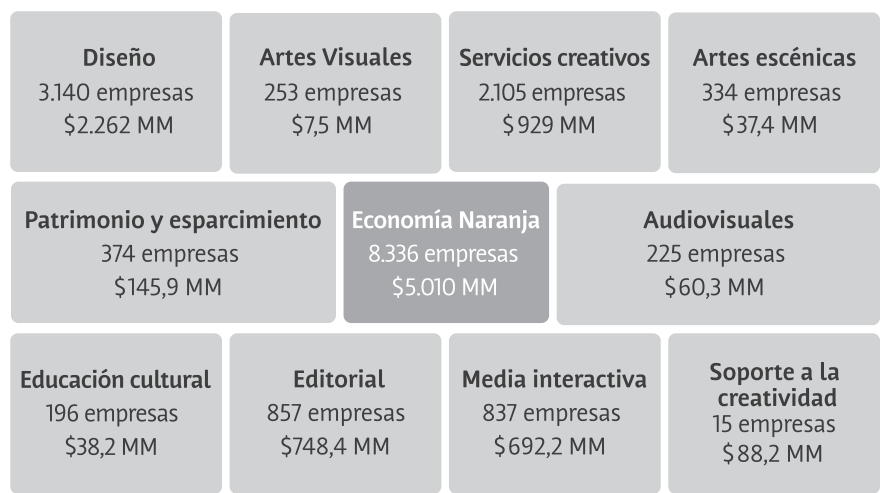 Diseño
3.140 empresas
$2.262 MM
Artes Visuales
253 empresas
$7,5 MM
Servicios creativos
2.105 empresas
$929 MM
Artes escénicas
334 empresas
$37,4 MM
Patrimonio y esparcimiento
374 empresas
$145,9 MM
Economía Naranja
8.336 empresas
$5.010 MM
Audiovisuales
225 empresas
$60,3 MM
Educación cultural
196 empresas
$38,2 MM
Editorial
857 empresas
$748,4 MM
Media interactiva
837 empresas
$692,2 MM
Soporte a la
creatividad
15 empresas
$88,2 MM